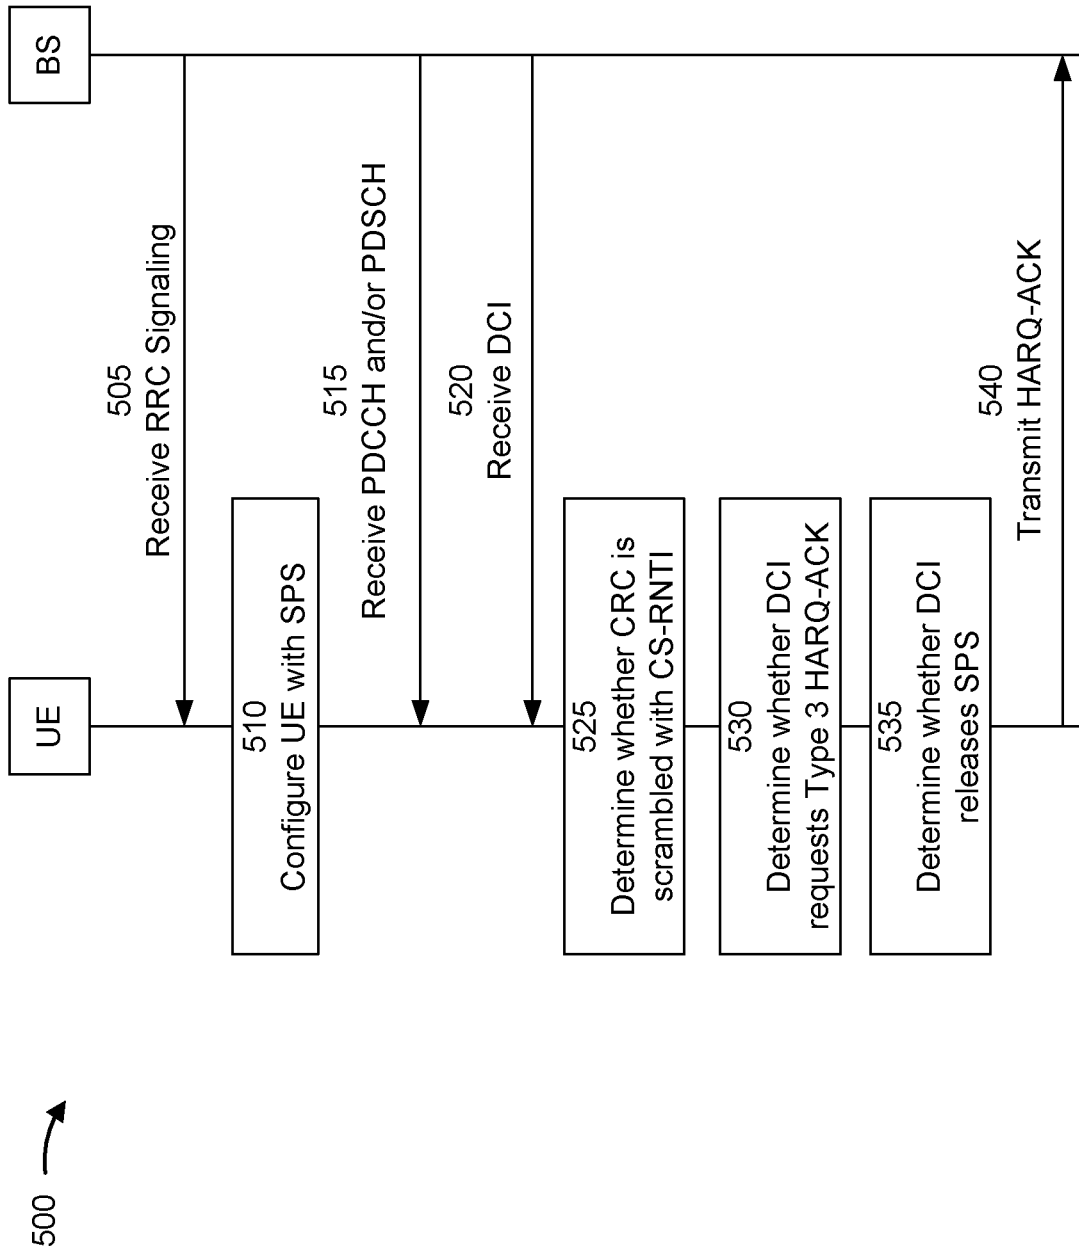 500
UE
BS
505
Receive RRC Signaling
510
Configure UE with SPS
515
Receive PDCCH and/or PDSCH
520
Receive DCI
525
Determine whether CRC is
scrambled with CS-RNTI
530
Determine whether DCI
requests Type 3 HARQ-ACK
535
Determine whether DCI
releases SPS
540
Transmit HARQ-ACK